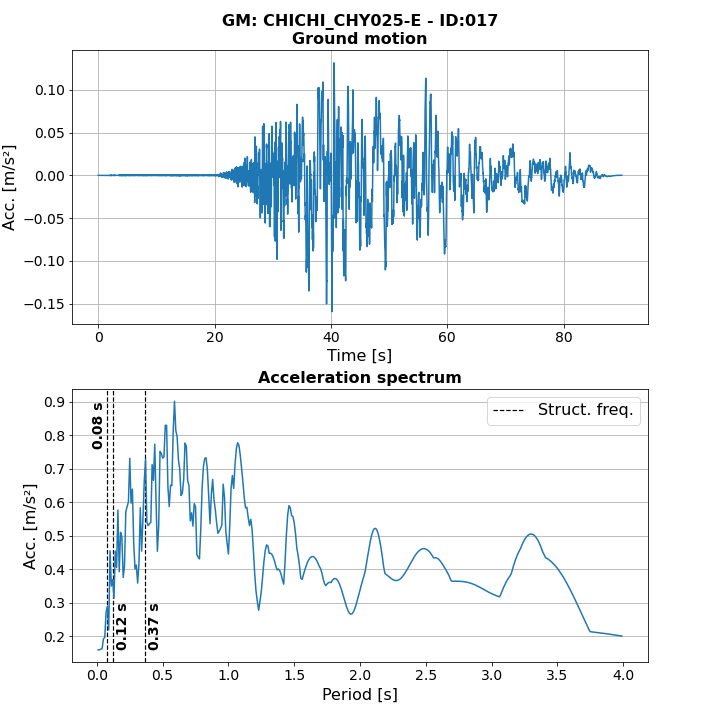 GM: CHICHI_CHY025-E - ID:017
Ground motion
0.10
0.05
0.00
−0.05
−0.10
−0.15
Acc. [m/s²]
0 20 40 60 80
Time [s]
Acceleration spectrum
0.9
0.8
0.7
0.6
0.5
0.4
0.3
0.2
Acc. [m/s²]
0.08 s
0.12 s
0.37 s
Struct. freq.
0.0 0.5 1.0 1.5 2.0 2.5 3.0 3.5 4.0
Period [s]